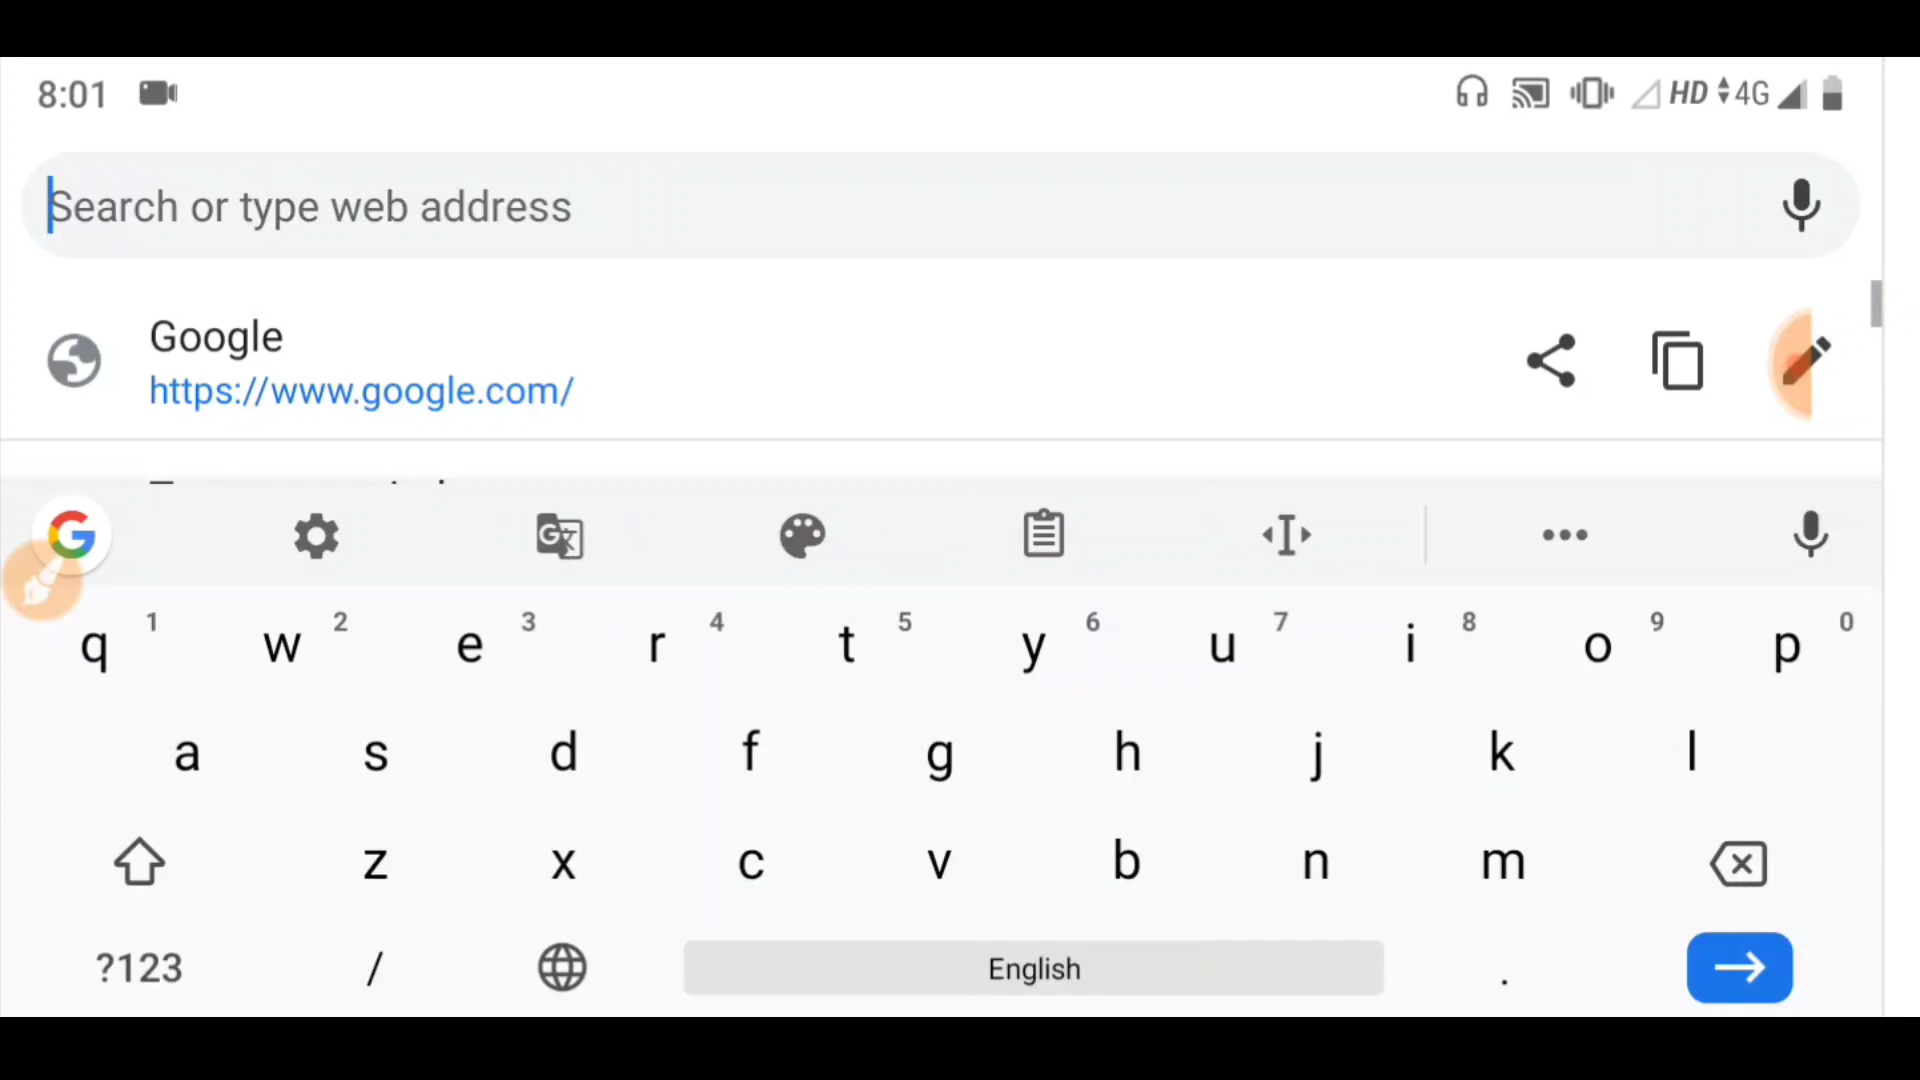 8:01 HD 4G
Search or type web address
Google
https://www.google.com/
q 1 w 2 e 3 r 4 t 5 y 6 u 7 i 8 o 9 p 0
a s d f g h j k l
z x c v b n m
?123 / English .